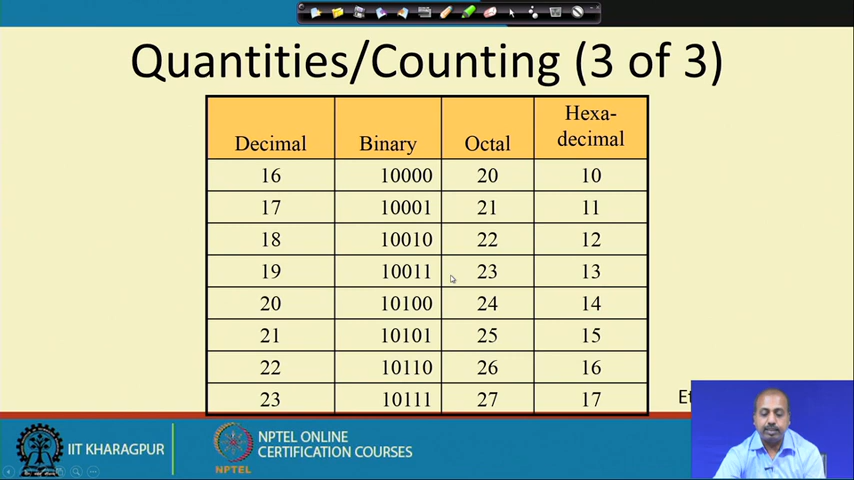 Quantities/Counting (3 of 3)
Decimal Binary Octal Hexa-
decimal
16 10000 20 10
17 10001 21 11
18 10010 22 12
19 10011 23 13
20 10100 24 14
21 10101 25 15
22 10110 26 16
23 10111 27 17
IIT KHARAGPUR
NPTEL
NPTEL ONLINE
CERTIFICATION COURSES